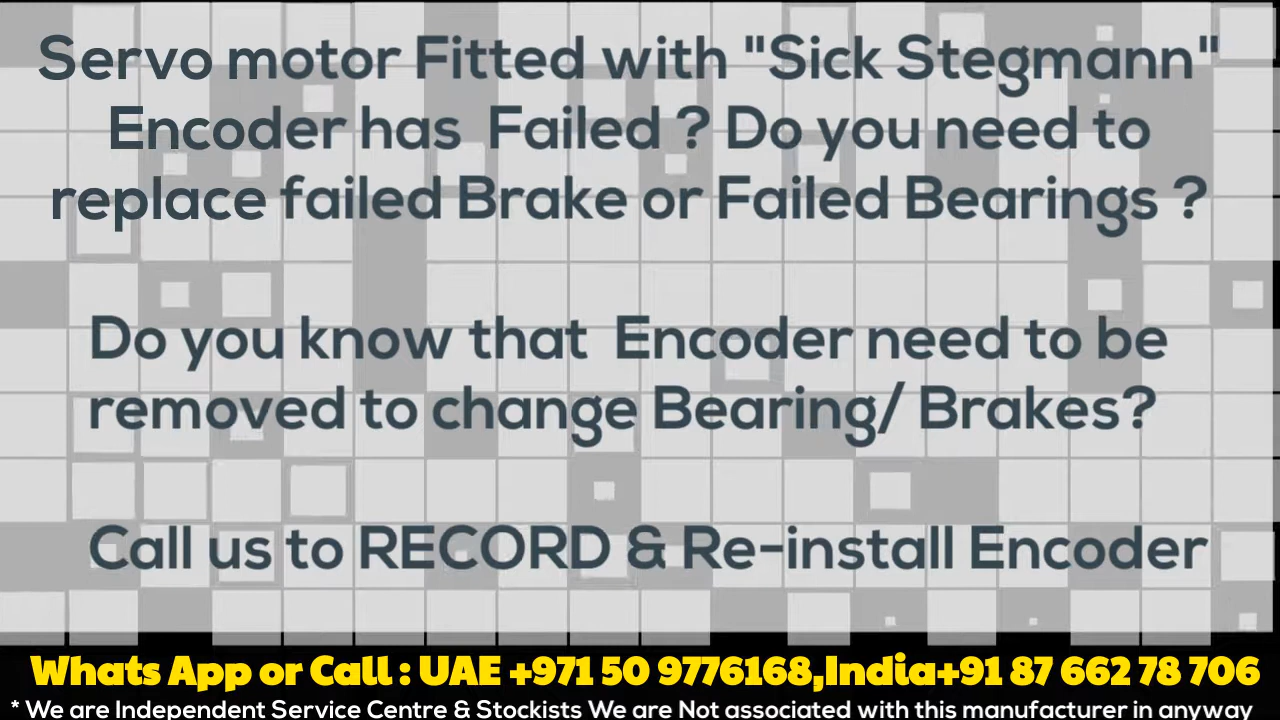 Servo motor Fitted with "Sick Stegmann"
Encoder has Failed ? Do you need to
replace failed Brake or Failed Bearings ?
Do you know that Encoder need to be
removed to change Bearing/ Brakes?
Call us to RECORD & Re-install Encoder
Whats App or Call : UAE +971 50 9776168,India+91 87 662 78 706
* We are Independent Service Centre & Stockists We are Not associated with this manufacturer in anyway